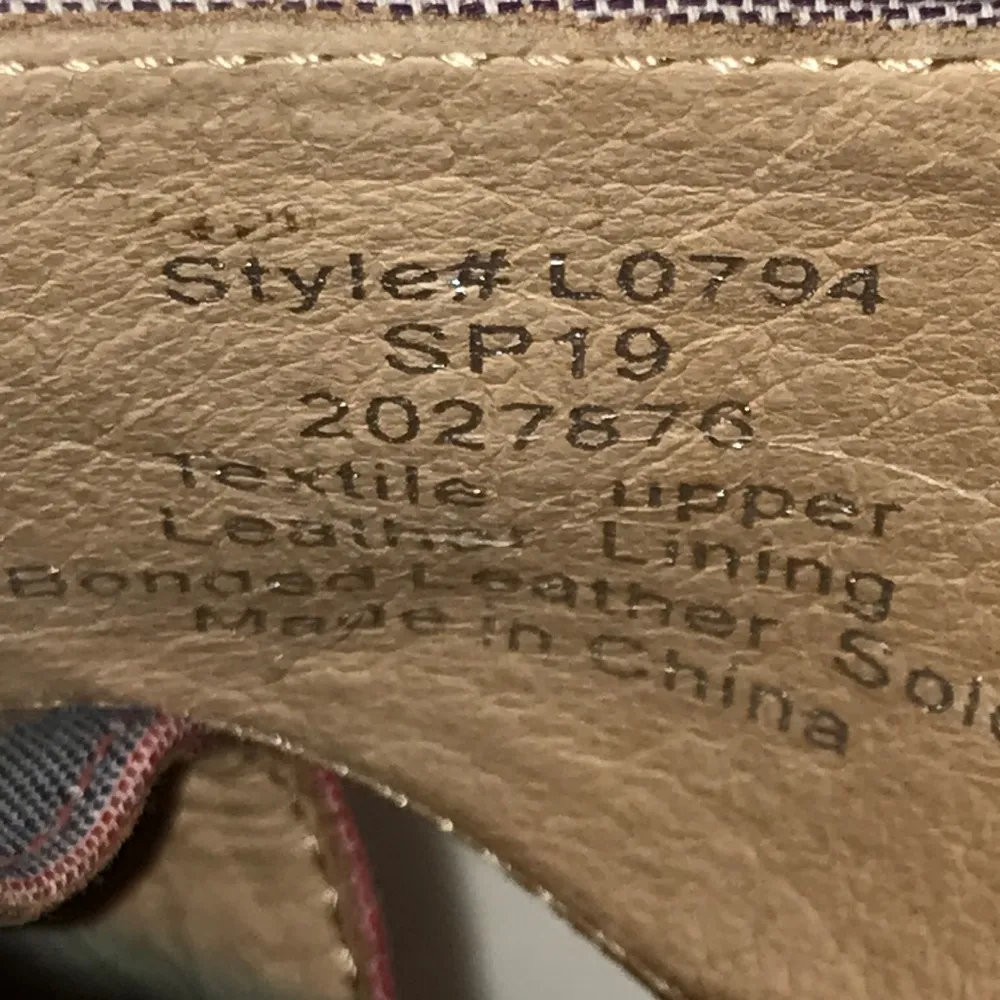 Style# L0794
SP19
2027876
Textile upper
Leather Lining
Bonded Leather Sole
Made in China